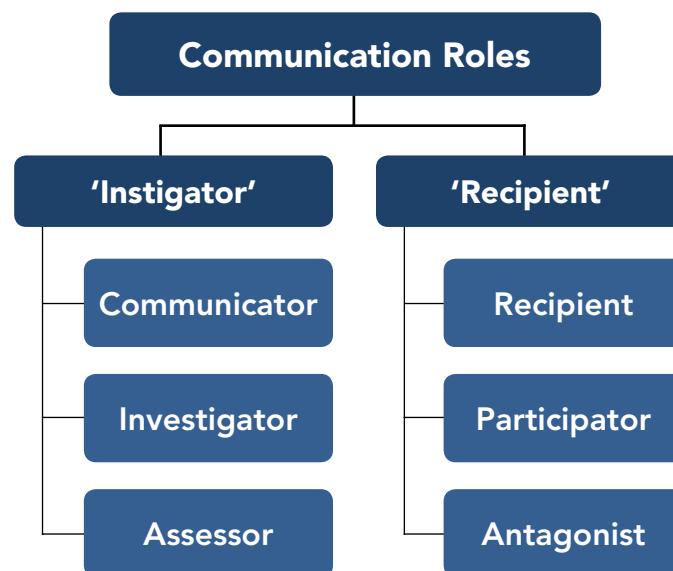 Communication Roles
‘Instigator’
Communicator
Investigator
Assessor
‘Recipient’
Recipient
Participator
Antagonist